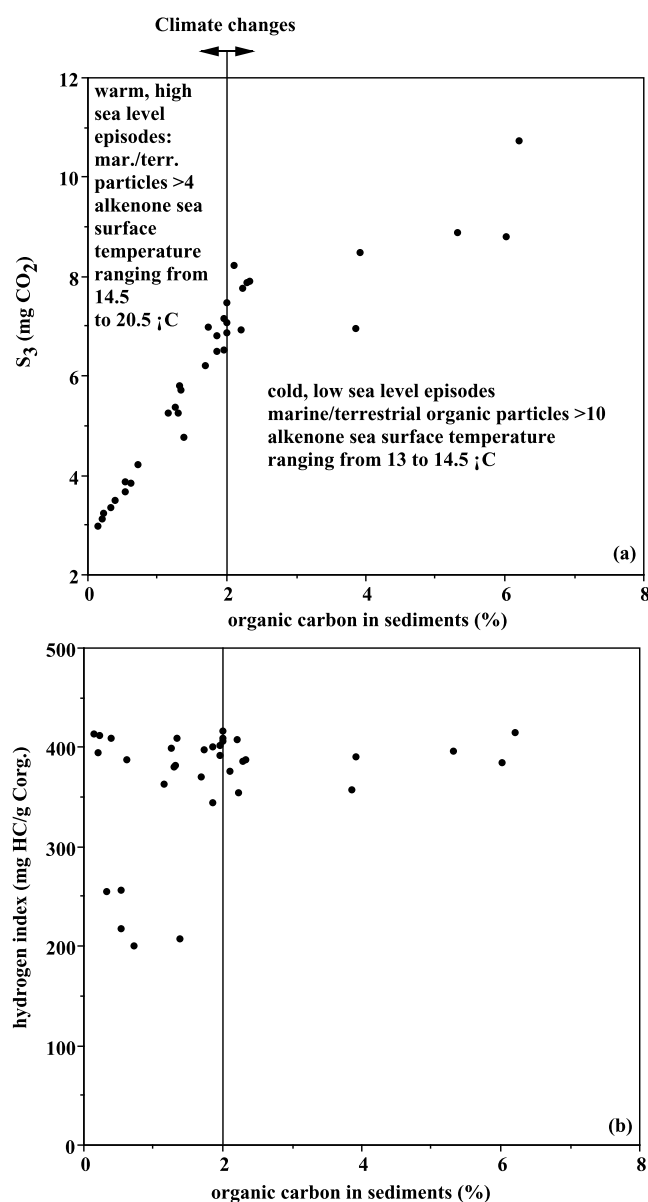 Climate changes
12
warm, high
sea level
episodes:
mar./terr.
particles >4
alkenone sea
surface
temperature
ranging from
14.5
to 20.5 ¡C
10
8
6
4
2
S3 (mg CO2)
cold, low sea level episodes
marine/terrestrial organic particles >10
alkenone sea surface temperature
ranging from 13 to 14.5 ¡C
(a)
0 2 4 6 8
organic carbon in sediments (%)
500
400
300
200
100
0
hydrogen index (mg HC/g Corg.)
(b)
0 2 4 6 8
organic carbon in sediments (%)